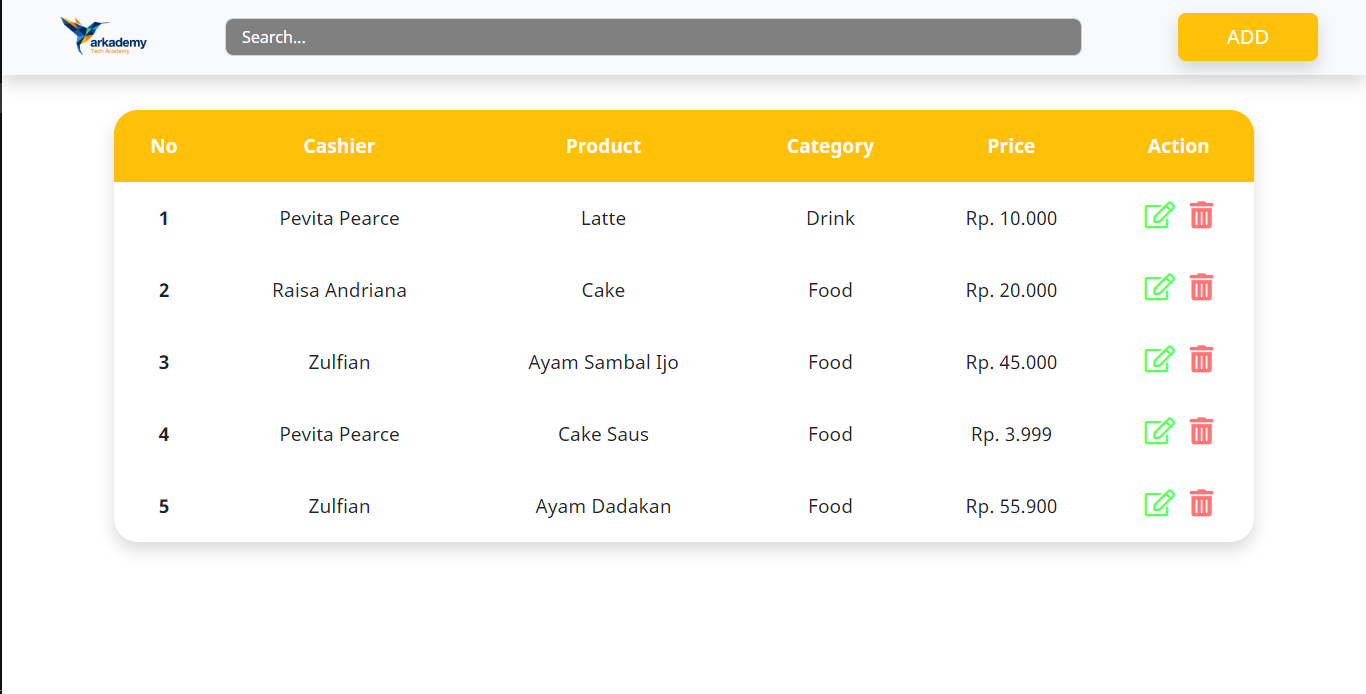 arkademy
Tech Academy
Search...
ADD
No Cashier Product Category Price Action
1 Pevita Pearce Latte Drink Rp. 10.000
2 Raisa Andriana Cake Food Rp. 20.000
3 Zulfian Ayam Sambal Ijo Food Rp. 45.000
4 Pevita Pearce Cake Saus Food Rp. 3.999
5 Zulfian Ayam Dadakan Food Rp. 55.900